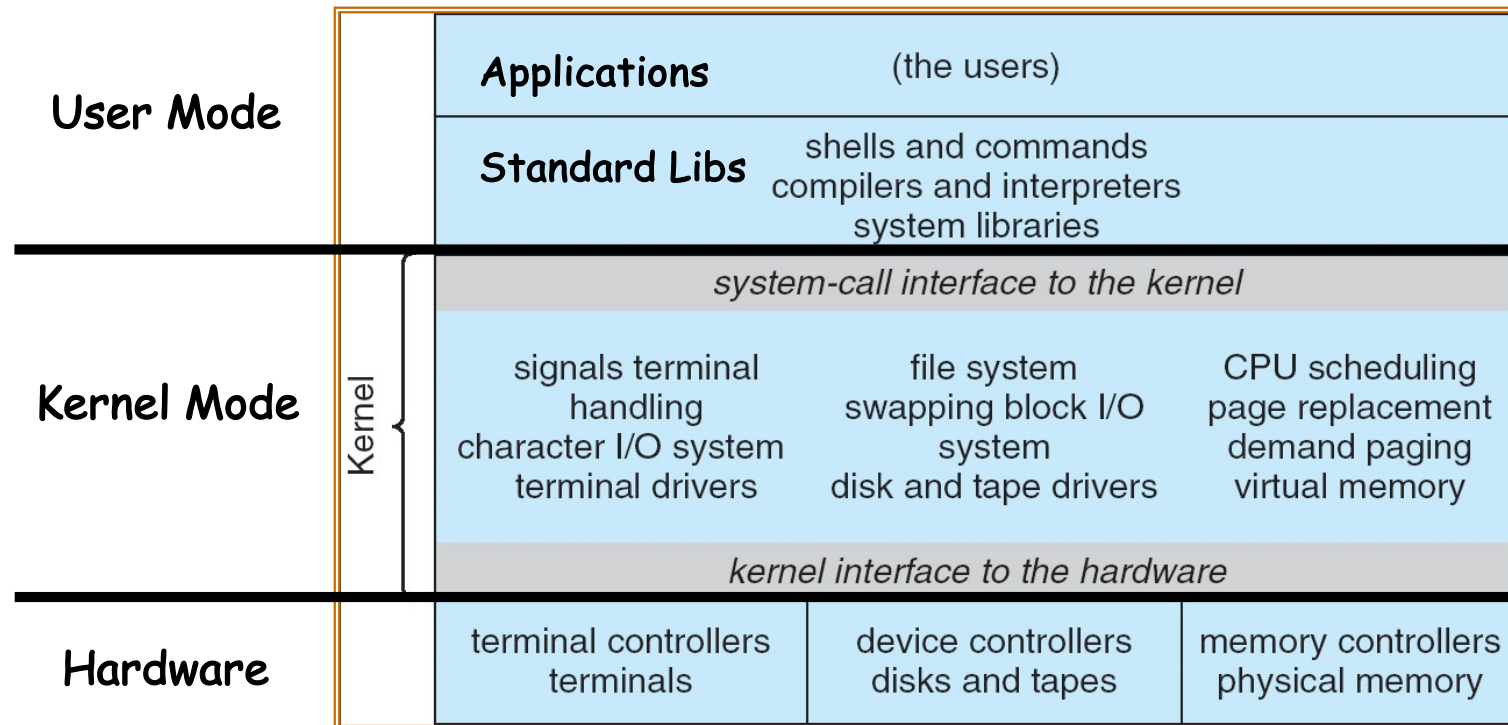 User Mode
Applications
(the users)
Standard Libs
shells and commands
compilers and interpreters
system libraries
Kernel Mode
Kernel
system-call interface to the kernel
signals terminal
handling
character I/O system
terminal drivers
file system
swapping block I/O
system
disk and tape drivers
CPU scheduling
page replacement
demand paging
virtual memory
kernel interface to the hardware
Hardware
terminal controllers
terminals
device controllers
disks and tapes
memory controllers
physical memory